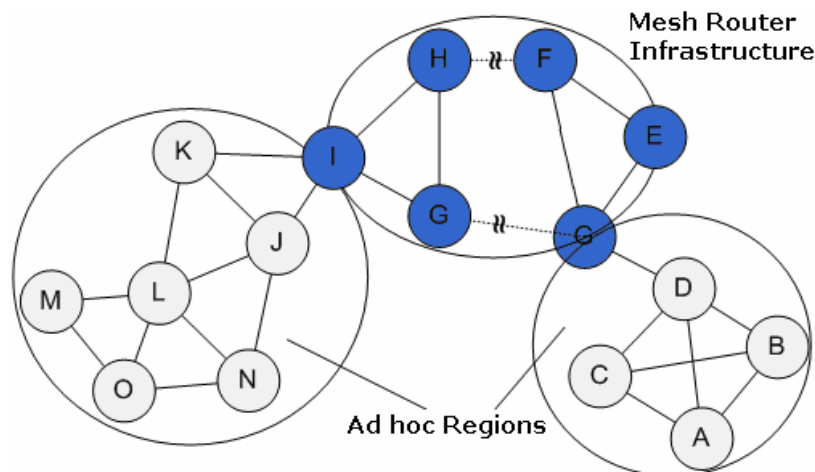 Mesh Router
Infrastructure
H
F
E
K
I
G
G
J
D
M
L
B
C
O
N
A
Ad hoc Regions